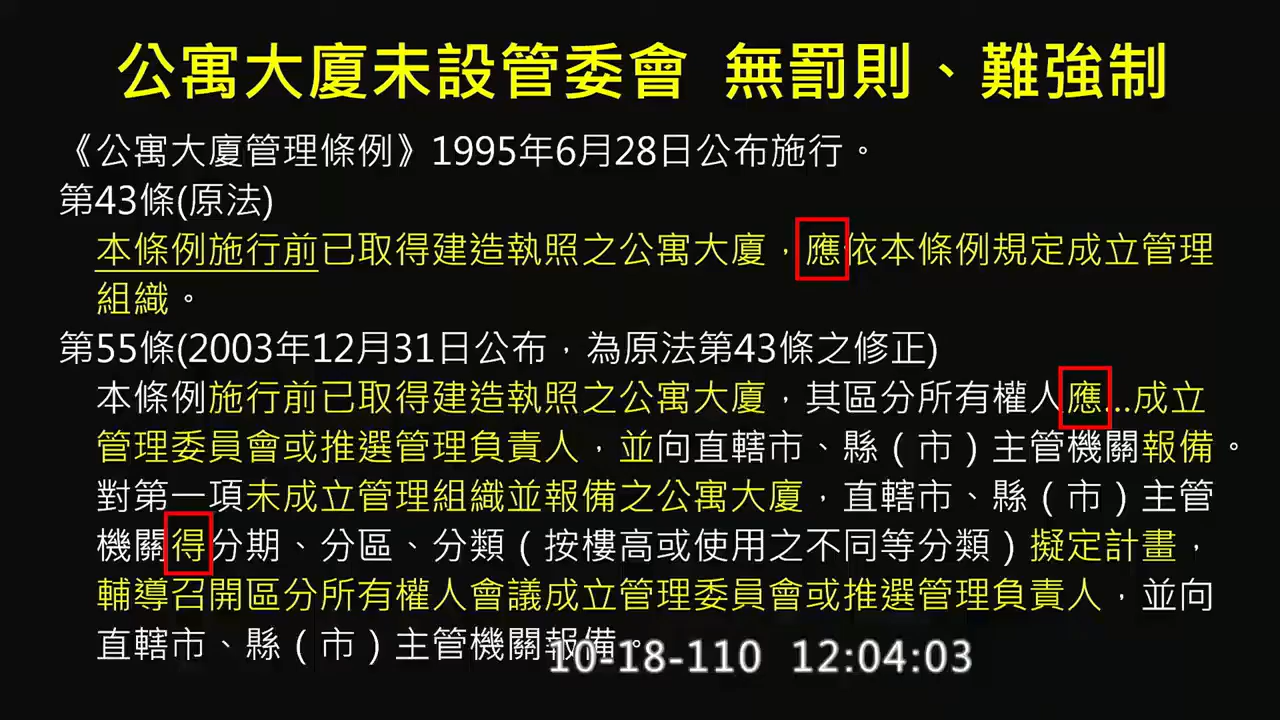 公寓大廈未設管委會 無罰則、難強制
《公寓大廈管理條例》1995年6月28日公布施行。
第43條(原法)
本條例施行前已取得建造執照之公寓大廈，應依本條例規定成立管理
組織。
第55條(2003年12月31日公布，為原法第43條之修正)
本條例施行前已取得建造執照之公寓大廈，其區分所有權人應…成立
管理委員會或推選管理負責人，並向直轄市、縣（市）主管機關報備。
對第一項未成立管理組織並報備之公寓大廈，直轄市、縣（市）主管
機關得分期、分區、分類（按樓高或使用之不同等分類）擬定計畫，
輔導召開區分所有權人會議成立管理委員會或推選管理負責人，並向
直轄市、縣（市）主管機關報備。
10-18-110 12:04:03